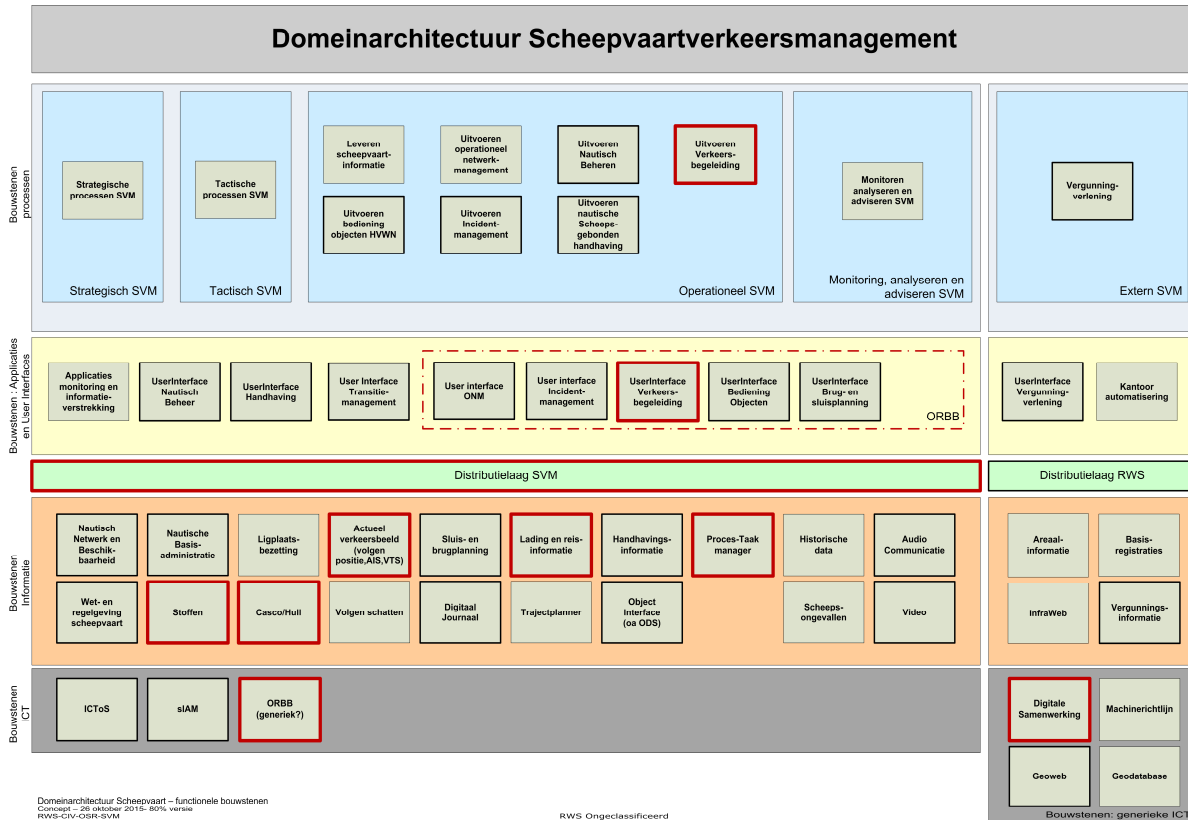 Domeinarchitectuur Scheepvaartverkeersmanagement
Bouwstenen
processen
Strategische
processen SVM
Strategisch SVM
Tactische
processen SVM
Tactisch SVM
Leveren
scheepvaart-
informatie
Uitvoeren
operationeel
netwerk-
management
Uitvoeren
Nautisch
Beheren
Uitvoeren
Verkeers-
begeleiding
Uitvoeren
bediening
objecten HVWN
Uitvoeren
Incident-
management
Uitvoeren
nautische
Scheeps-
gebonden
handhaving
Operationeel SVM
Monitoren
analyseren en
adviseren SVM
Monitoring, analyseren en
adviseren SVM
Vergunning-
verlening
Extern SVM
Bouwstenen : Applicaties
en User Interfaces
Applicaties
monitoring en
informatie-
verstrekking
UserInterface
Nautisch
Beheer
UserInterface
Handhaving
User Interface
Transitie-
management
User interface
ONM
User interface
Incident-
management
UserInterface
Verkeers-
begeleiding
UserInterface
Bediening
Objecten
UserInterface
Brug- en
sluisplanning
ORBB
UserInterface
Vergunning-
verlening
Kantoor
automatisering
Distributielaag SVM
Distributielaag RWS
Bouwstenen
Informatie
Nautisch
Netwerk en
Beschik-
baarheid
Nautische
Basis-
administratie
Ligplaats-
bezetting
Actueel
verkeersbeeld
(volgen
positie,AIS,VTS)
Sluis- en
brugplanning
Lading en reis-
informatie
Handhavings-
informatie
Proces-Taak
manager
Historische
data
Audio
Communicatie
Areaal-
informatie
Basis-
registraties
Wet- en
regelgeving
scheepvaart
Stoffen
Casco/Hull
Volgen schatten
Digitaal
Journaal
Trajectplanner
Object
Interface
(oa ODS)
Scheeps-
ongevallen
Video
InfraWeb
Vergunnings-
informatie
Bouwstenen
ICT
ICToS
sIAM
ORBB
(generiek?)
Digitale
Samenwerking
Machinerichtlijn
Geoweb
Geodatabase
Bouwstenen: generieke ICT
Domeinarchitectuur Scheepvaart – functionele bouwstenen
Concept – 26 oktober 2015- 80% versie
RWS-CIV-OSR-SVM
RWS Ongeclassificeerd